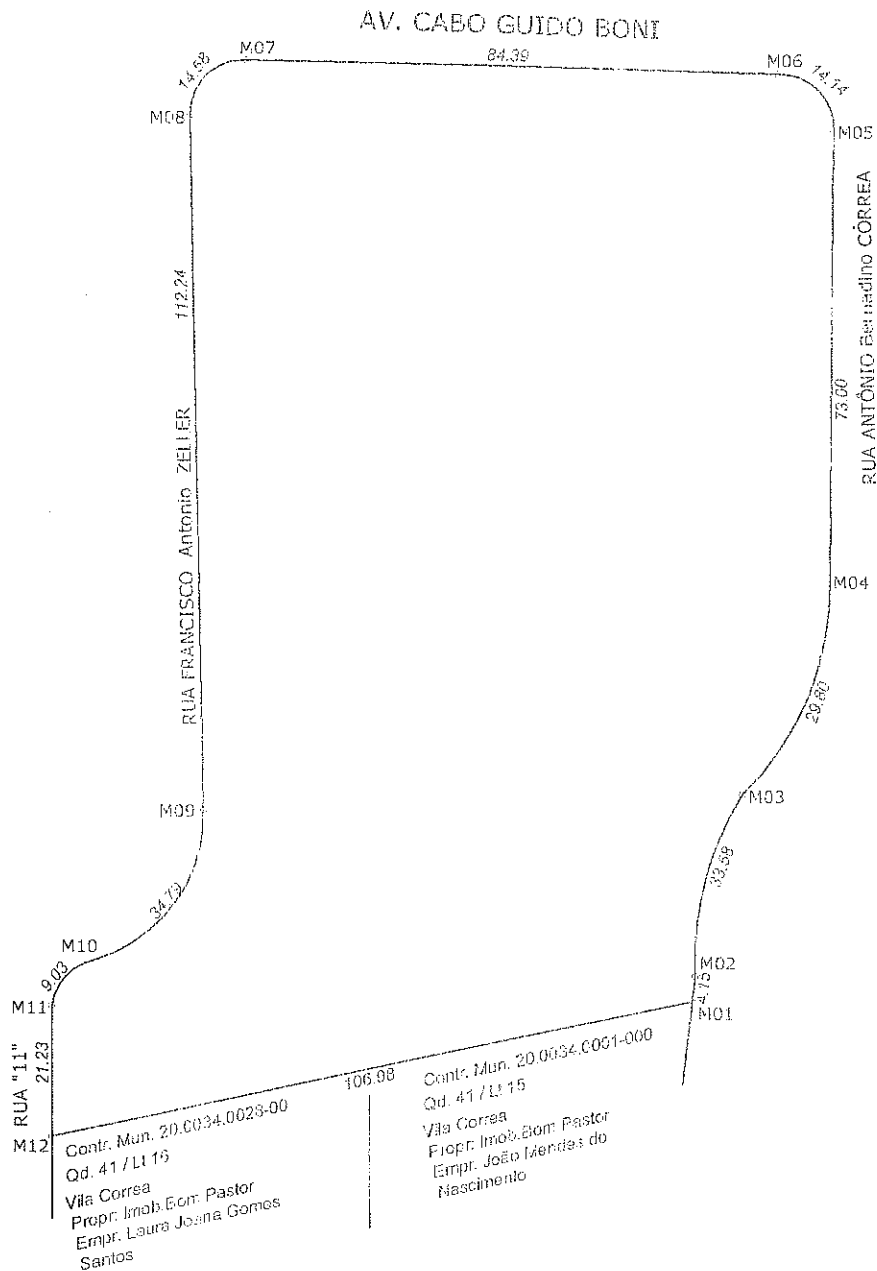 AV. CABO GUIDO BONI
M07
84.39
M06
14.58
14.14
M08
M05
RUA ANTÔNIO Bernadino CÔRREA
112.24
73.00
RUA FRANCISCO Antonio ZELLER
M04
29.80
M09
M03
33.58
34.79
M10
9.03
M02
4.75
M11
M01
RUA "11"
21.23
106.98
M12
Contr. Mun. 20.0034.0028-00
Qd. 41 / Lt 16
Vila Correa
Propr: Imob.Bom Pastor
Empr. Laura Joana Gomes
Santos
Contr. Mun. 20.0034.0001-000
Qd. 41 / Lt 15
Vila Correa
Propr: Imob.Bom Pastor
Empr. João Mendes do
Nascimento